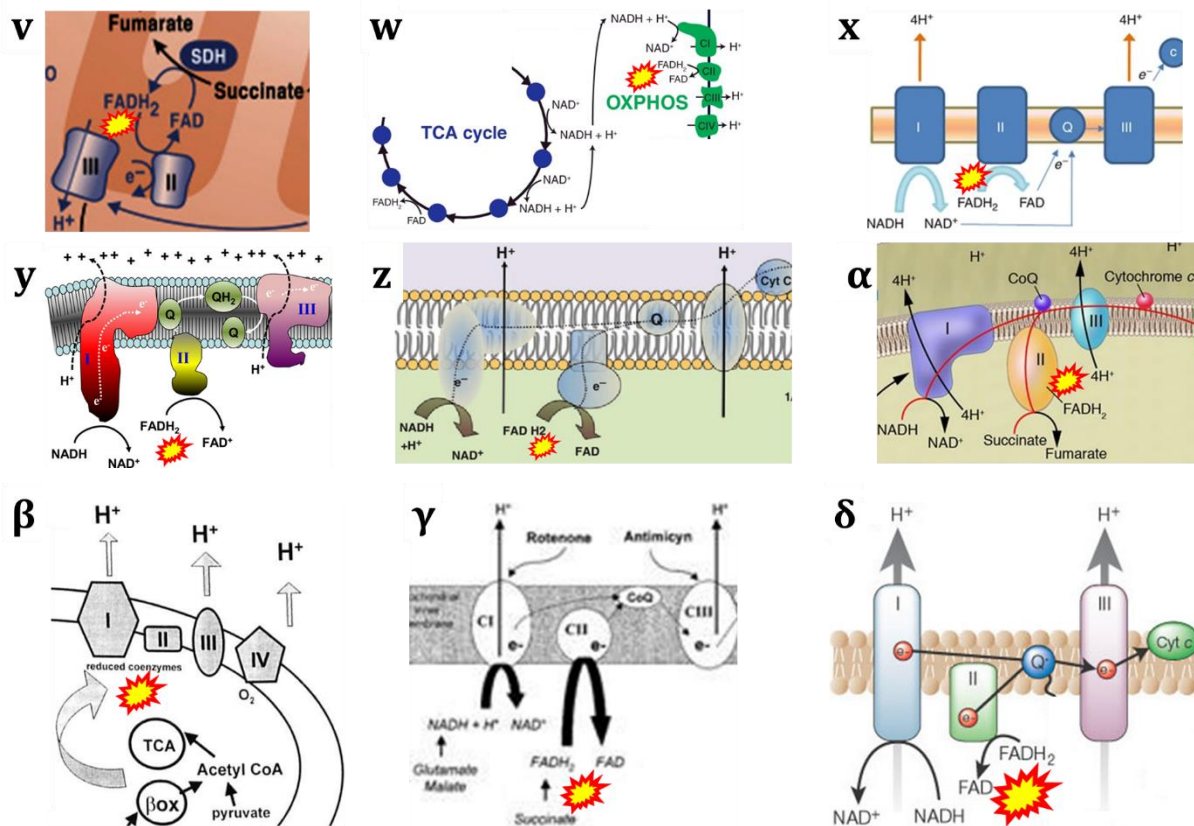 v
Fumarate
SDH
Succinate
FADH₂
FAD
III
e⁻
II
H⁺
w
NADH + H⁺
NAD⁺
CI
H⁺
FADH₂
FAD
CII
OXPHOS
CIII
H⁺
CIV
H⁺
TCA cycle
NAD⁺
NADH + H⁺
NAD⁺
NADH + H⁺
FADH₂
FAD
x
4H⁺
4H⁺
c
e⁻
I
II
Q
III
e⁻
FADH₂
FAD
NADH
NAD⁺
y
+ + ++ + + + + ++ + +
QH₂
e⁻
e⁻
Q
III
Q
I
e⁻
II
H⁺
H⁺
e⁻
FADH₂
FAD⁺
NADH
NAD⁺
z
H⁺
H⁺
Cyt C
Q
e⁻
e⁻
NADH
+H⁺
NAD⁺
FAD H2
FAD
1/
α
H⁺
H⁺
4H⁺
CoQ
4H⁺
Cytochrome c
I
III
II
4H⁺
FADH₂
4H⁺
NADH
NAD⁺
Succinate
Fumarate
β
H⁺
H⁺
H⁺
I
II
III
IV
reduced coenzymes
O₂
TCA
Acetyl CoA
βox
pyruvate
γ
H⁺
H⁺
Rotenone
Antimicyn
CoQ
CI
CII
CIII
e-
e-
NADH + H⁺
NAD⁺
FADH₂
FAD
Glutamate
Malate
Succinate
δ
H⁺
H⁺
I
III
Cyt c
e-
Q
e-
II
e-
FADH₂
FAD
NAD⁺
NADH